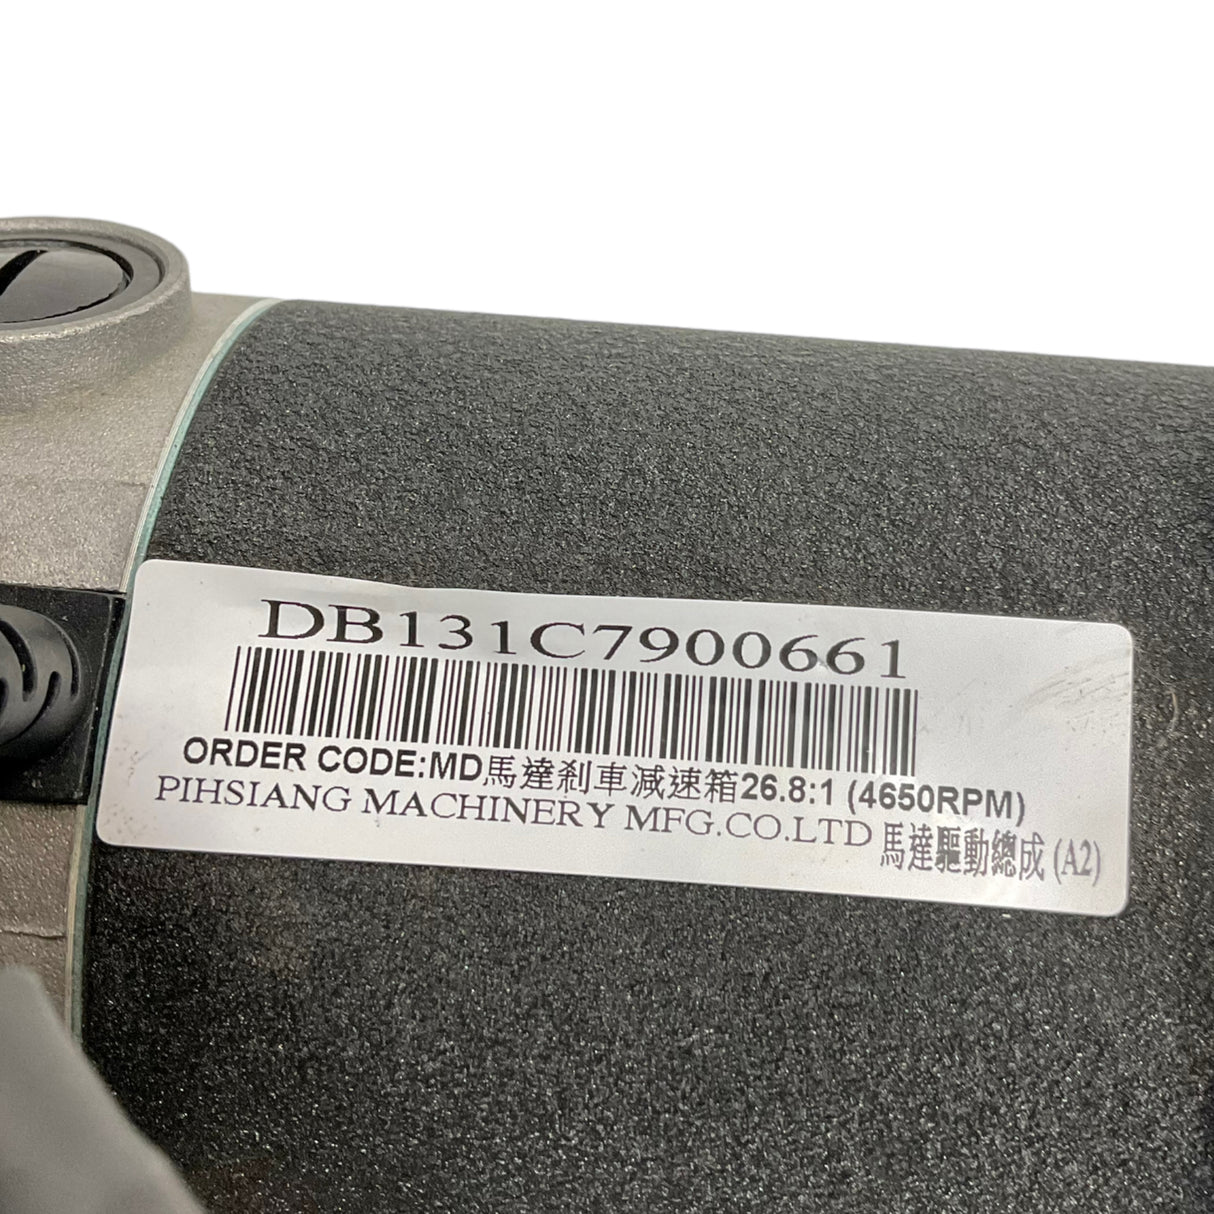 DB131C7900661
ORDER CODE:MD馬達剎車減速箱26.8:1 (4650RPM)
PIHSIANG MACHINERY MFG.CO.LTD 馬達驅動總成 (A2)